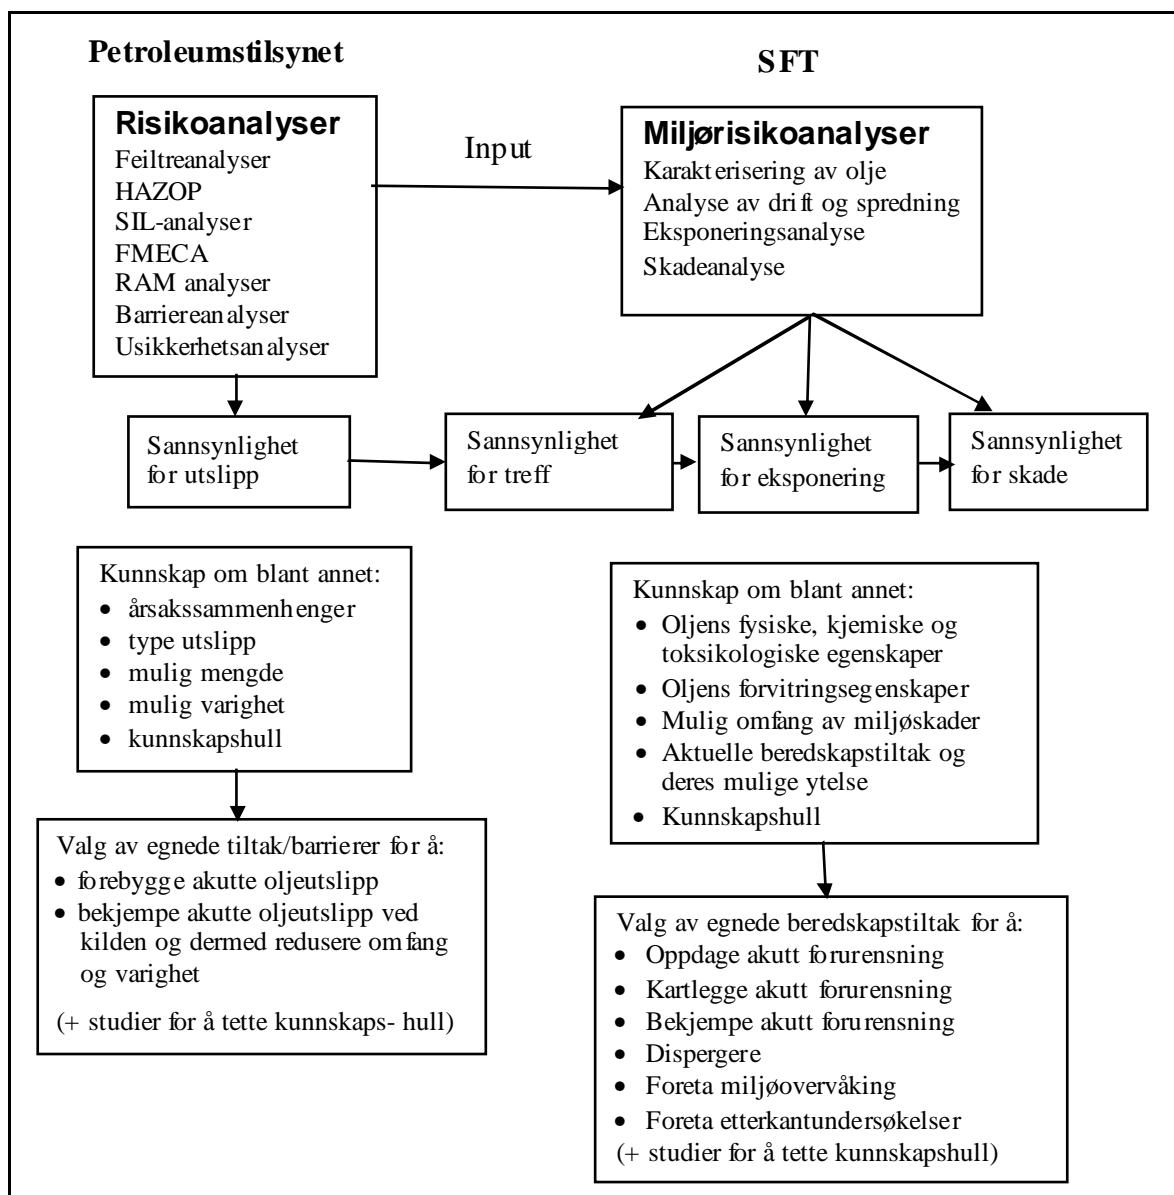 Petroleumstilsynet
SFT
Risikoanalyser
Feiltreanalyser
HAZOP
SIL-analyser
FMECA
RAM analyser
Barriereanalyser
Usikkerhetsanalyser
Input
Miljørisikoanalyser
Karakterisering av olje
Analyse av drift og spredning
Eksponeringsanalyse
Skadeanalyse
Sannsynlighet
for utslipp
Sannsynlighet
for treff
Sannsynlighet
for eksponering
Sannsynlighet
for skade
Kunnskap om blant annet:
• årsakssammenhenger
• type utslipp
• mulig mengde
• mulig varighet
• kunnskapshull
Valg av egnede tiltak/barrierer for å:
• forebygge akutte oljeutslipp
• bekjempe akutte oljeutslipp ved
kilden og dermed redusere omfang
og varighet
(+ studier for å tette kunnskaps- hull)
Kunnskap om blant annet:
• Oljens fysiske, kjemiske og
toksikologiske egenskaper
• Oljens forvitringsegenskaper
• Mulig omfang av miljøskader
• Aktuelle beredskapstiltak og
deres mulige ytelse
• Kunnskapshull
Valg av egnede beredskapstiltak for å:
• Oppdage akutt forurensning
• Kartlegge akutt forurensning
• Bekjempe akutt forurensning
• Dispergere
• Foreta miljøovervåking
• Foreta etterkantundersøkelser
(+ studier for å tette kunnskapshull)